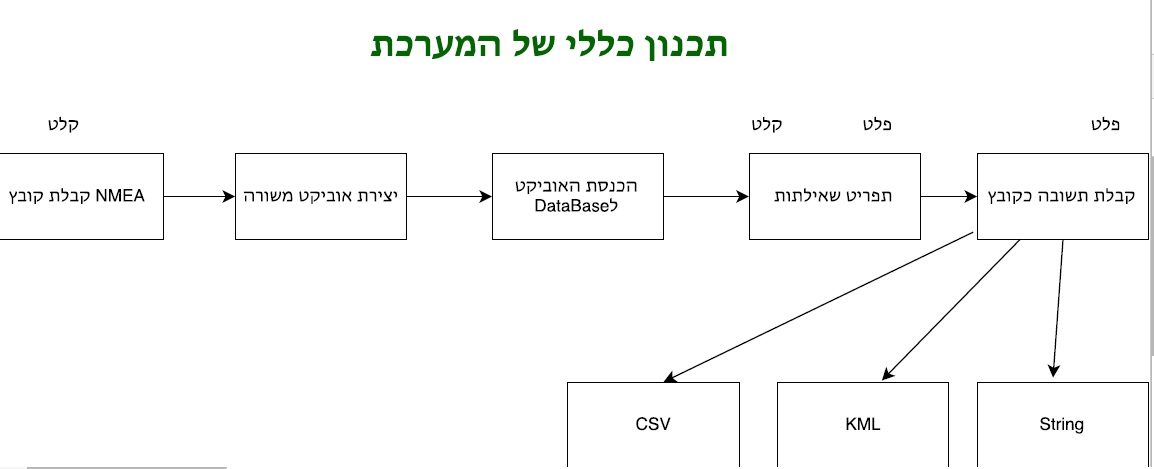 תכנון כללי של המערכת
קלט
קלט
פלט
פלט
קבלת קובץ NMEA
יצירת אוביקט משורה
הכנסת האוביקט
לDataBase
תפריט שאילתות
קבלת תשובה כקובץ
CSV
KML
String